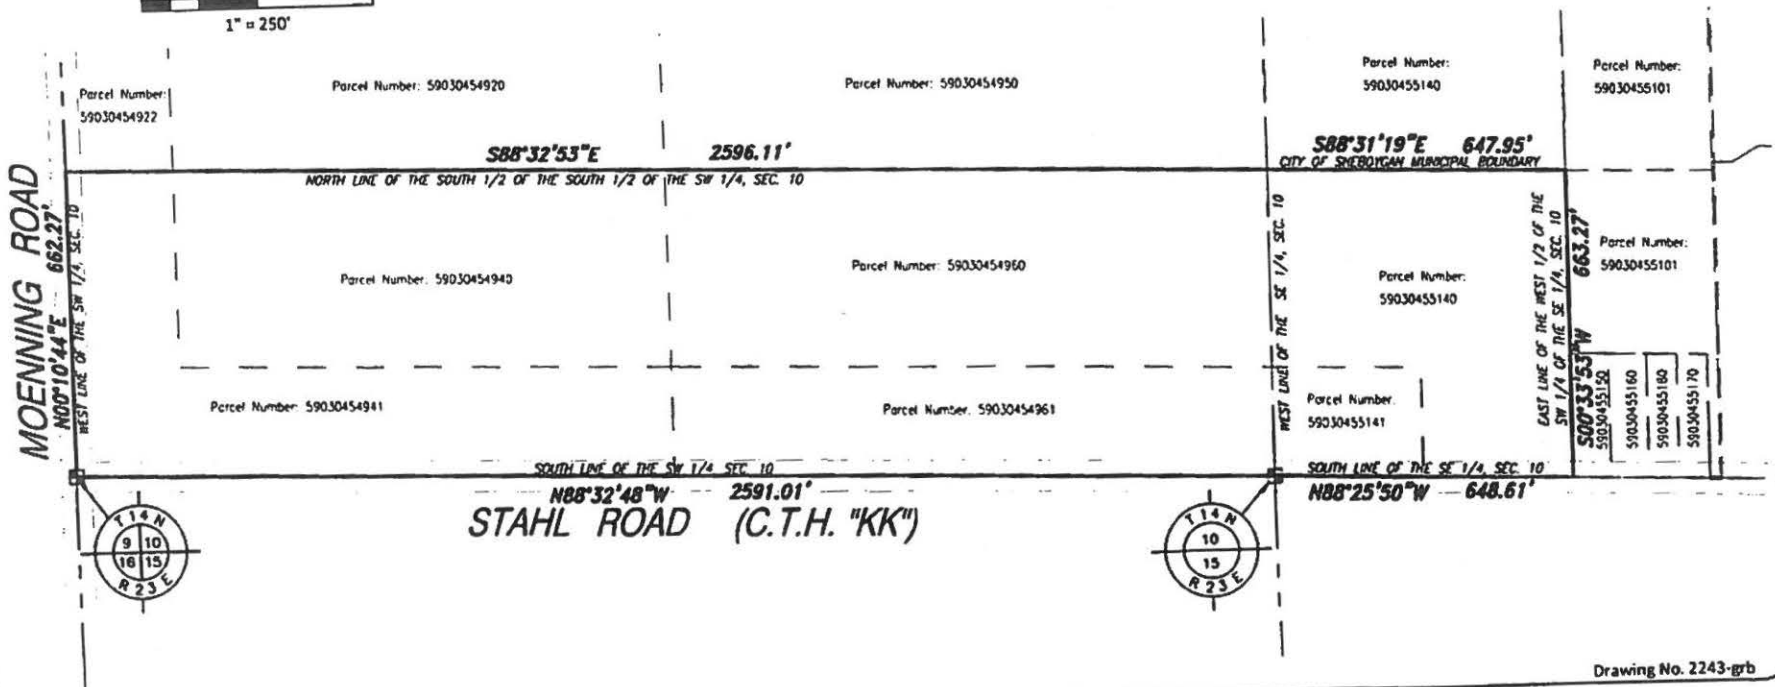 1" = 250'
Parcel Number:
59030454922
Parcel Number: 59030454920
Parcel Number: 59030454950
Parcel Number:
59030455140
Parcel Number:
59030455101
S88°32'53"E 2596.11'
S88°31'19"E 647.95'
CITY OF SHEBOYGAN MUNICIPAL BOUNDARY
NORTH LINE OF THE SOUTH 1/2 OF THE SOUTH 1/2 OF THE SW 1/4, SEC. 10
MOENNING ROAD
N00°10'44"E 662.27'
WEST LINE OF THE SW 1/4, SEC. 10
Parcel Number: 59030454940
Parcel Number: 59030454960
WEST LINE OF THE SE 1/4, SEC. 10
Parcel Number:
59030455140
EAST LINE OF THE WEST 1/2 OF THE
SW 1/4 OF THE SE 1/4, SEC. 10
S00°33'53"W 663.27'
Parcel Number:
59030455101
Parcel Number: 59030454941
Parcel Number. 59030454961
Parcel Number.
59030455141
59030455150
59030455160
59030455180
59030455170
SOUTH LINE OF THE SW 1/4 SEC. 10
N88°32'48"W 2591.01'
SOUTH LINE OF THE SE 1/4, SEC. 10
N88°25'50"W 648.61'
STAHL ROAD (C.T.H. "KK")
T 14 N
9 10
16 15
R 23 E
T 14 N
10
15
R 23 E
Drawing No. 2243-grb